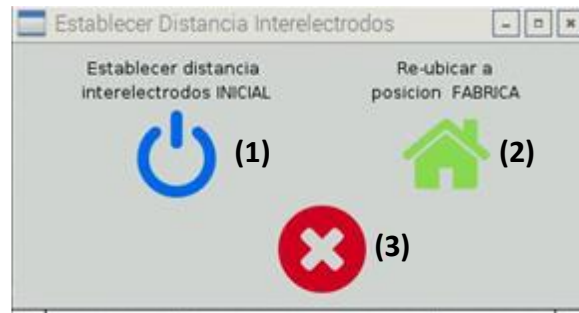 Establecer Distancia Interelectrodos
Establecer distancia
interelectrodos INICIAL
Re-ubicar a
posicion FABRICA
(1)
(2)
(3)